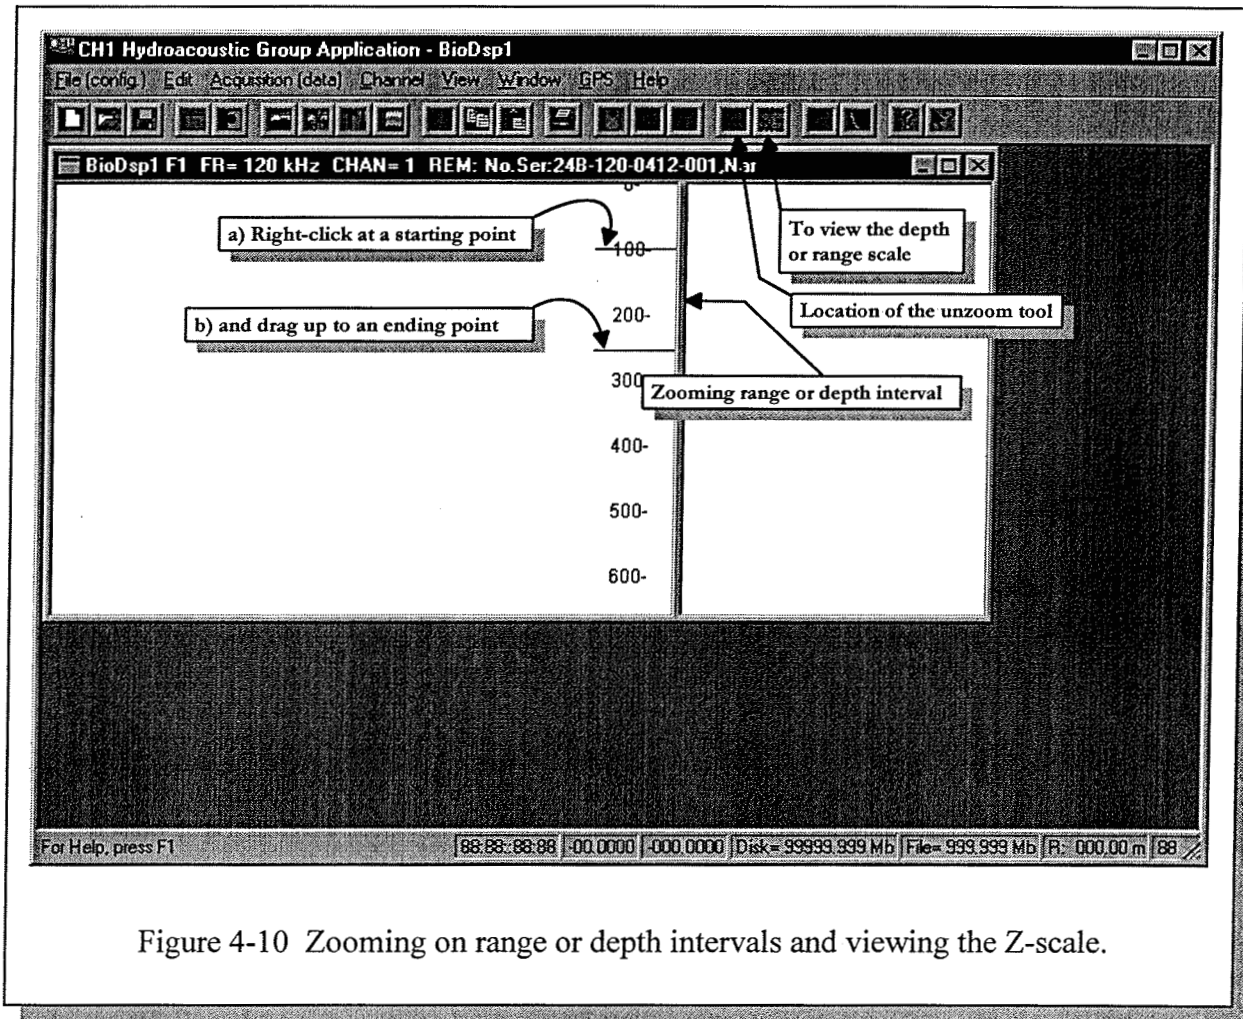 CH1 Hydroacoustic Group Application - BioDsp1
File (config.) Edit Acquisition (data) Channel View Window GPS Help
BioDsp1 F1 FR= 120 kHz CHAN= 1 REM: No.Ser:24B-120-0412-001,Nar
0-
a) Right-click at a starting point
100-
To view the depth
or range scale
b) and drag up to an ending point
200-
Location of the unzoom tool
300
Zooming range or depth interval
400-
500-
600-
For Help, press F1
88:88:88:88 -00.0000 -000.0000 Disk= 99999.999 Mb File= 999.999 Mb R: 000,00 m 88
Figure 4-10 Zooming on range or depth intervals and viewing the Z-scale.